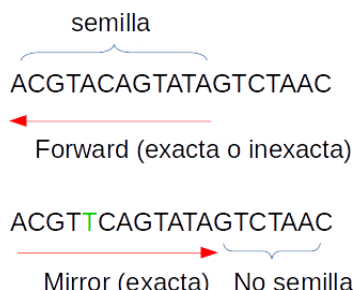 semilla
ACGTACAGTATAGTCTAAC
Forward (exacta o inexacta)
ACGTTCAGTATAGTCTAAC
Mirror (exacta) No semilla